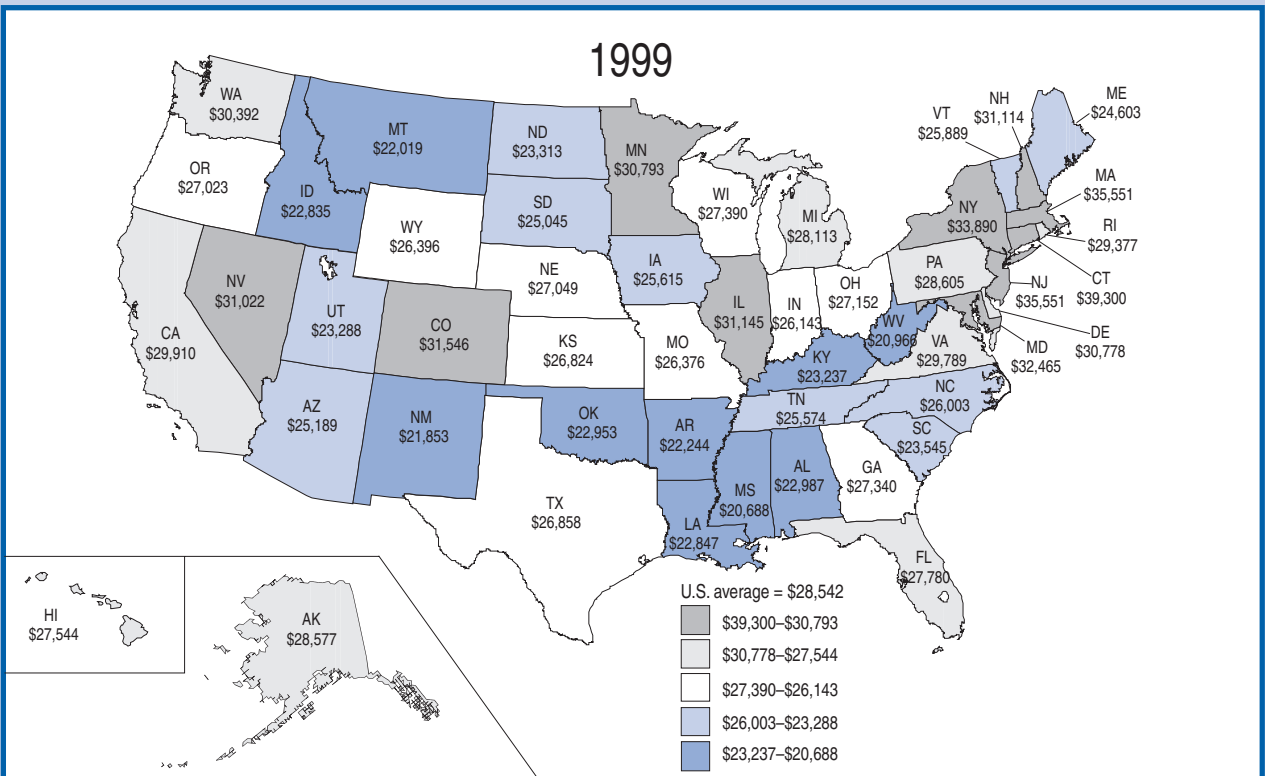 1999
WA
$30,392
OR
$27,023
CA
$29,910
NV
$31,022
ID
$22,835
MT
$22,019
WY
$26,396
UT
$23,288
CO
$31,546
AZ
$25,189
NM
$21,853
ND
$23,313
SD
$25,045
NE
$27,049
KS
$26,824
OK
$22,953
TX
$26,858
MN
$30,793
IA
$25,615
MO
$26,376
AR
$22,244
LA
$22,847
WI
$27,390
IL
$31,145
MI
$28,113
IN
$26,143
OH
$27,152
KY
$23,237
TN
$25,574
MS
$20,688
AL
$22,987
GA
$27,340
FL
$27,780
SC
$23,545
NC
$26,003
VA
$29,789
WV
$20,966
PA
$28,605
NY
$33,890
VT
$25,889
NH
$31,114
ME
$24,603
MA
$35,551
RI
$29,377
CT
$39,300
NJ
$35,551
DE
$30,778
MD
$32,465
HI
$27,544
AK
$28,577
U.S. average = $28,542
$39,300–$30,793
$30,778–$27,544
$27,390–$26,143
$26,003–$23,288
$23,237–$20,688